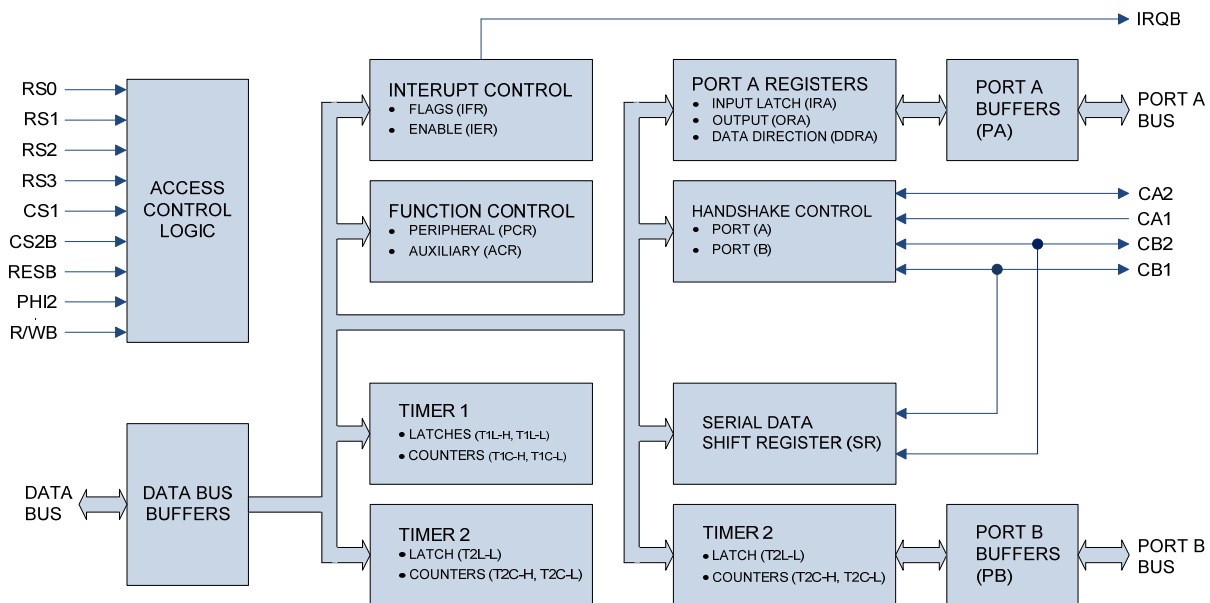 IRQB
RS0
RS1
RS2
RS3
CS1
CS2B
RESB
PHI2
R/WB
ACCESS
CONTROL
LOGIC
DATA
BUS
DATA BUS
BUFFERS
INTERUPT CONTROL
• FLAGS (IFR)
• ENABLE (IER)
FUNCTION CONTROL
• PERIPHERAL (PCR)
• AUXILIARY (ACR)
TIMER 1
• LATCHES (T1L-H, T1L-L)
• COUNTERS (T1C-H, T1C-L)
TIMER 2
• LATCH (T2L-L)
• COUNTERS (T2C-H, T2C-L)
PORT A REGISTERS
• INPUT LATCH (IRA)
• OUTPUT (ORA)
• DATA DIRECTION (DDRA)
PORT A
BUFFERS
(PA)
PORT A
BUS
HANDSHAKE CONTROL
• PORT (A)
• PORT (B)
CA2
CA1
CB2
CB1
SERIAL DATA
SHIFT REGISTER (SR)
TIMER 2
• LATCH (T2L-L)
• COUNTERS (T2C-H, T2C-L)
PORT B
BUFFERS
(PB)
PORT B
BUS